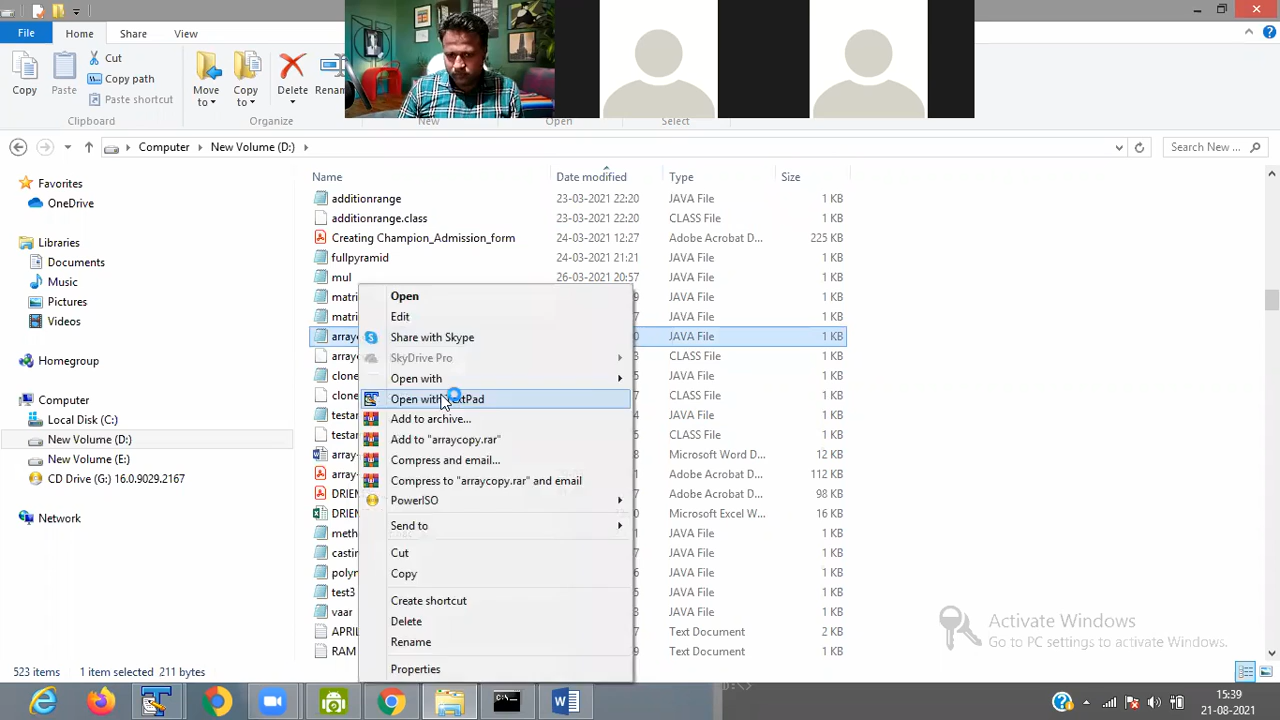 File Home Share View
Copy Paste Cut Copy path Paste shortcut Move to Copy to Delete
Clipboard Organize New Open Select
Computer New Volume (D:) Search New ...
Favorites
OneDrive
Libraries
Documents
Music
Pictures
Videos
Homegroup
Computer
Local Disk (C:)
New Volume (D:)
New Volume (E:)
CD Drive (G:) 16.0.9029.2167
Network
Name Date modified Type Size
additionrange 23-03-2021 22:20 JAVA File 1 KB
additionrange.class 23-03-2021 22:20 CLASS File 1 KB
Creating Champion_Admission_form 24-03-2021 12:27 Adobe Acrobat D... 225 KB
fullpyramid 24-03-2021 21:21 JAVA File 1 KB
mul 26-03-2021 20:57 JAVA File 1 KB
JAVA File 1 KB
JAVA File 1 KB
JAVA File 1 KB
CLASS File 1 KB
JAVA File 1 KB
CLASS File 1 KB
JAVA File 1 KB
CLASS File 1 KB
Microsoft Word D... 12 KB
Adobe Acrobat D... 112 KB
Adobe Acrobat D... 98 KB
Microsoft Excel W... 16 KB
JAVA File 1 KB
JAVA File 1 KB
JAVA File 1 KB
test3 JAVA File 1 KB
vaar JAVA File 1 KB
Text Document 2 KB
RAM Text Document 1 KB
Open
Edit
Share with Skype
SkyDrive Pro
Open with
Open with TextPad
Add to archive...
Add to "arraycopy.rar"
Compress and email...
Compress to "arraycopy.rar" and email
PowerISO
Send to
Cut
Copy
Create shortcut
Delete
Rename
Properties
Activate Windows
Go to PC settings to activate Windows.
523 items 1 item selected 211 bytes
D:\>
15:39
21-08-2021